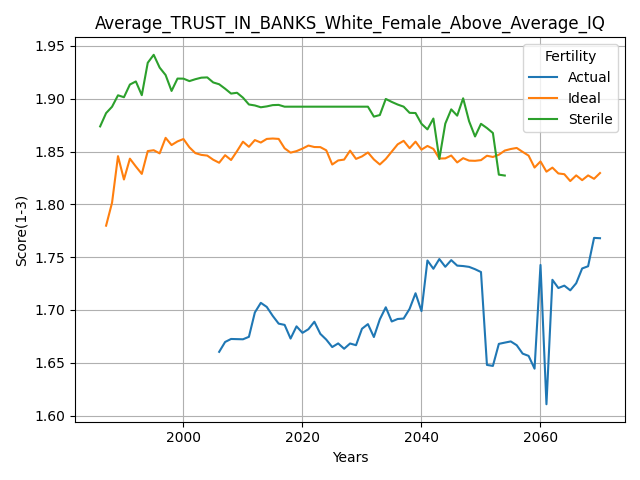 Average_TRUST_IN_BANKS_White_Female_Above_Average_IQ
Fertility
Actual
Ideal
Sterile
Score(1-3)
1.95
1.90
1.85
1.80
1.75
1.70
1.65
1.60
2000
2020
2040
2060
Years